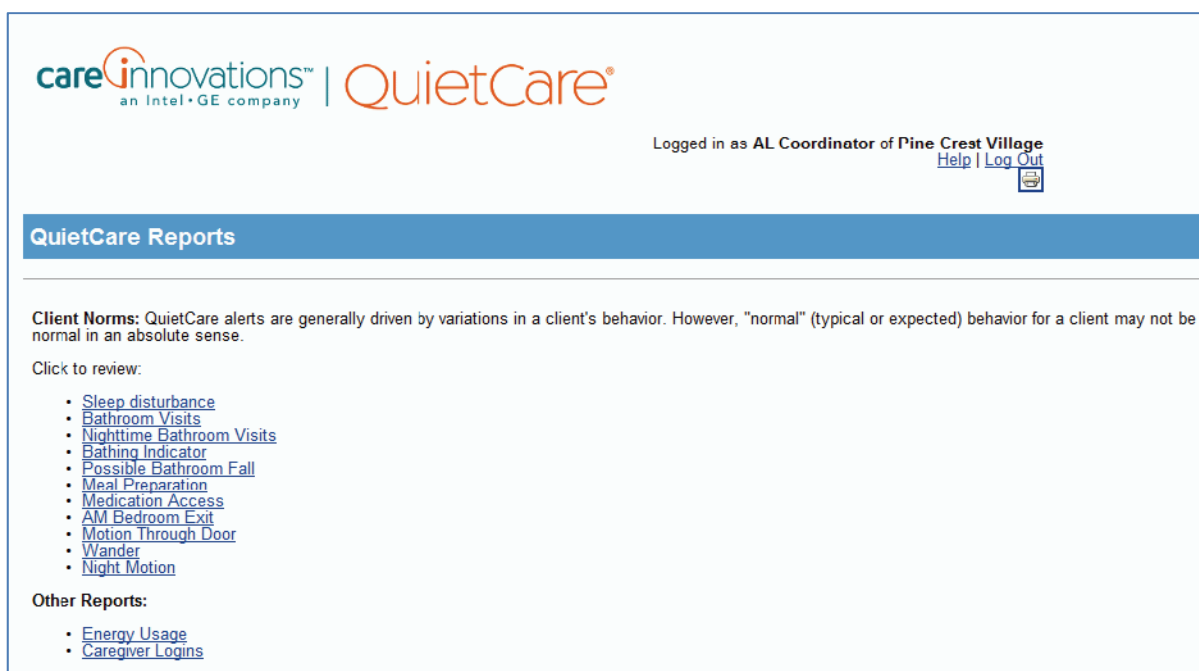 care innovations™ | QuietCare®
an Intel•GE company
Logged in as AL Coordinator of Pine Crest Village
Help | Log Out
QuietCare Reports
Client Norms: QuietCare alerts are generally driven by variations in a client's behavior. However, "normal" (typical or expected) behavior for a client may not be
normal in an absolute sense.
Click to review:
• Sleep disturbance
• Bathroom Visits
• Nighttime Bathroom Visits
• Bathing Indicator
• Possible Bathroom Fall
• Meal Preparation
• Medication Access
• AM Bedroom Exit
• Motion Through Door
• Wander
• Night Motion
Other Reports:
• Energy Usage
• Caregiver Logins